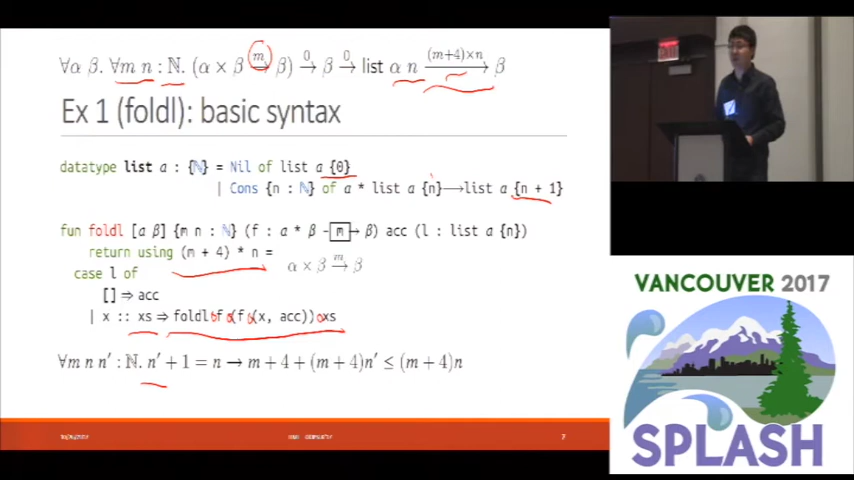 ∀α β. ∀m n : ℕ. (α × β —m→ β) —0→ β —0→ list α n —(m+4)×n→ β
Ex 1 (foldl): basic syntax
datatype list a : {ℕ} = Nil of list a {0}
| Cons {n : ℕ} of a * list a {n} ⟶ list a {n + 1}
fun foldl [a β] {m n : ℕ} (f : a * β - m → β) acc (l : list a {n})
return using (m + 4) * n =
α × β —m→ β
case l of
[] ⇒ acc
| x :: xs ⇒ foldl f (f (x, acc)) xs
∀m n n' : ℕ. n' + 1 = n → m + 4 + (m + 4)n' ≤ (m + 4)n
7
EXIT
VANCOUVER 2017
SPLASH